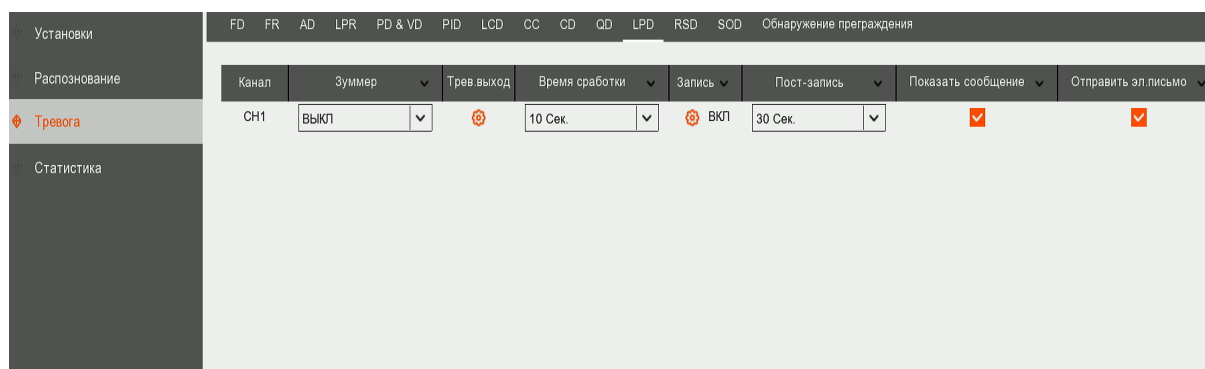 FD FR AD LPR PD & VD PID LCD CC CD QD LPD RSD SOD Обнаружение преграждения
Установки
Распознование
Тревога
Статистика
Канал Зуммер Трев.выход Время сработки Запись Пост-запись Показать сообщение Отправить эл.письмо
CH1 ВЫКЛ 10 Сек. ВКЛ 30 Сек.